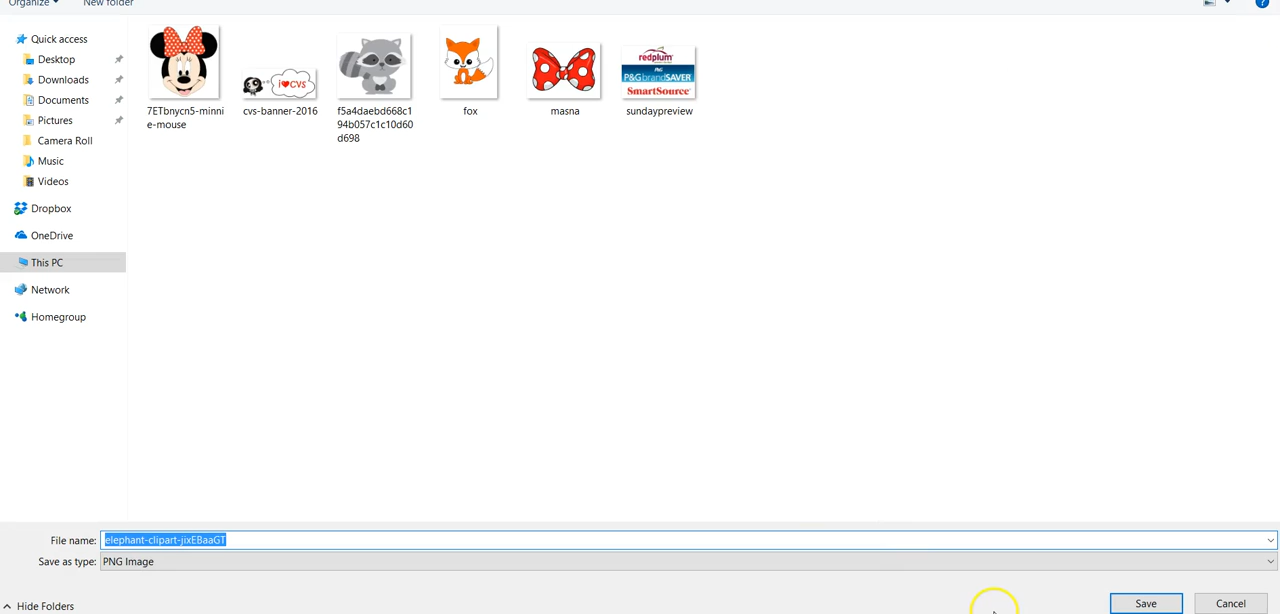 Organize
New folder
?
Quick access
Desktop
Downloads
Documents
Pictures
Camera Roll
Music
Videos
Dropbox
OneDrive
This PC
Network
Homegroup
i CVS
redplum
P&G
P&G brandSAVER
SmartSource
7ETbnycn5-minni
e-mouse
cvs-banner-2016
f5a4daebd668c1
94b057c1c10d60
d698
fox
masna
sundaypreview
File name: elephant-clipart-jixEBaaGT
Save as type: PNG Image
Hide Folders
Save
Cancel